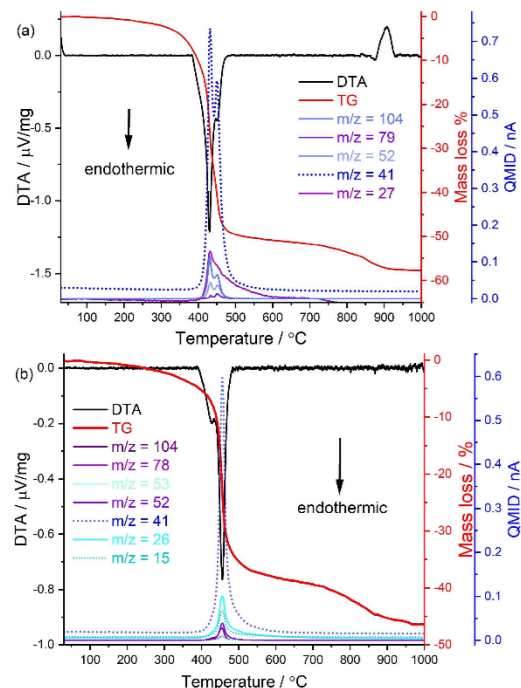 (a)
0.0
-0.5
-1.0
-1.5
DTA / μV/mg
endothermic
DTA
TG
m/z = 104
m/z = 79
m/z = 52
m/z = 41
m/z = 27
0
-10
-20
-30
-40
-50
-60
Mass loss %
0.7
0.6
0.5
0.4
0.3
0.2
0.1
0.0
QMID / nA
100 200 300 400 500 600 700 800 900 1000
Temperature / °C
(b)
0.0
-0.2
-0.4
-0.6
-0.8
-1.0
DTA / μV/mg
DTA
TG
m/z = 104
m/z = 78
m/z = 53
m/z = 52
m/z = 41
m/z = 26
m/z = 15
endothermic
0
-10
-20
-30
-40
-50
Mass loss / %
0.6
0.5
0.4
0.3
0.2
0.1
0.0
QMID / nA
100 200 300 400 500 600 700 800 900 1000
Temperature / °C